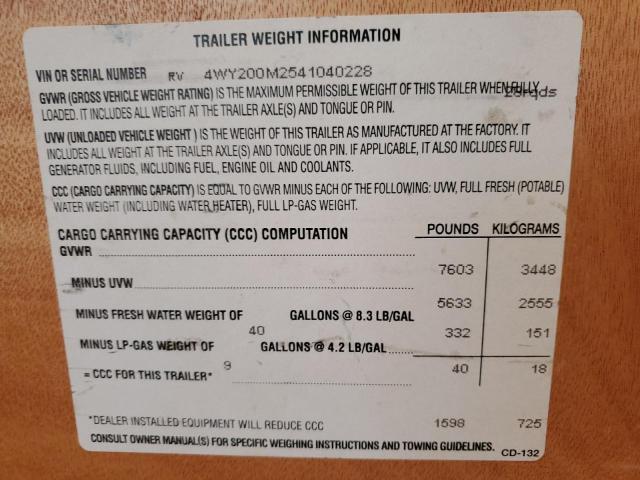 TRAILER WEIGHT INFORMATION
VIN OR SERIAL NUMBER RV 4WY200M2541040228
GVWR (GROSS VEHICLE WEIGHT RATING) IS THE MAXIMUM PERMISSIBLE WEIGHT OF THIS TRAILER WHEN FULLY
LOADED. IT INCLUDES ALL WEIGHT AT THE TRAILER AXLE(S) AND TONGUE OR PIN.
UVW (UNLOADED VEHICLE WEIGHT ) IS THE WEIGHT OF THIS TRAILER AS MANUFACTURED AT THE FACTORY. IT
INCLUDES ALL WEIGHT AT THE TRAILER AXLE(S) AND TONGUE OR PIN. IF APPLICABLE, IT ALSO INCLUDES FULL
GENERATOR FLUIDS, INCLUDING FUEL, ENGINE OIL AND COOLANTS.
CCC (CARGO CARRYING CAPACITY) IS EQUAL TO GVWR MINUS EACH OF THE FOLLOWING: UVW, FULL FRESH (POTABLE)
WATER WEIGHT (INCLUDING WATER HEATER), FULL LP-GAS WEIGHT.
CARGO CARRYING CAPACITY (CCC) COMPUTATION POUNDS KILOGRAMS
GVWR
7603 3448
MINUS UVW
5633 2555
MINUS FRESH WATER WEIGHT OF GALLONS @ 8.3 LB/GAL
40 332 151
MINUS LP-GAS WEIGHT OF GALLONS @ 4.2 LB/GAL
9 40 18
= CCC FOR THIS TRAILER*
1598 725
*DEALER INSTALLED EQUIPMENT WILL REDUCE CCC
CONSULT OWNER MANUAL(S) FOR SPECIFIC WEIGHING INSTRUCTIONS AND TOWING GUIDELINES. CD-132